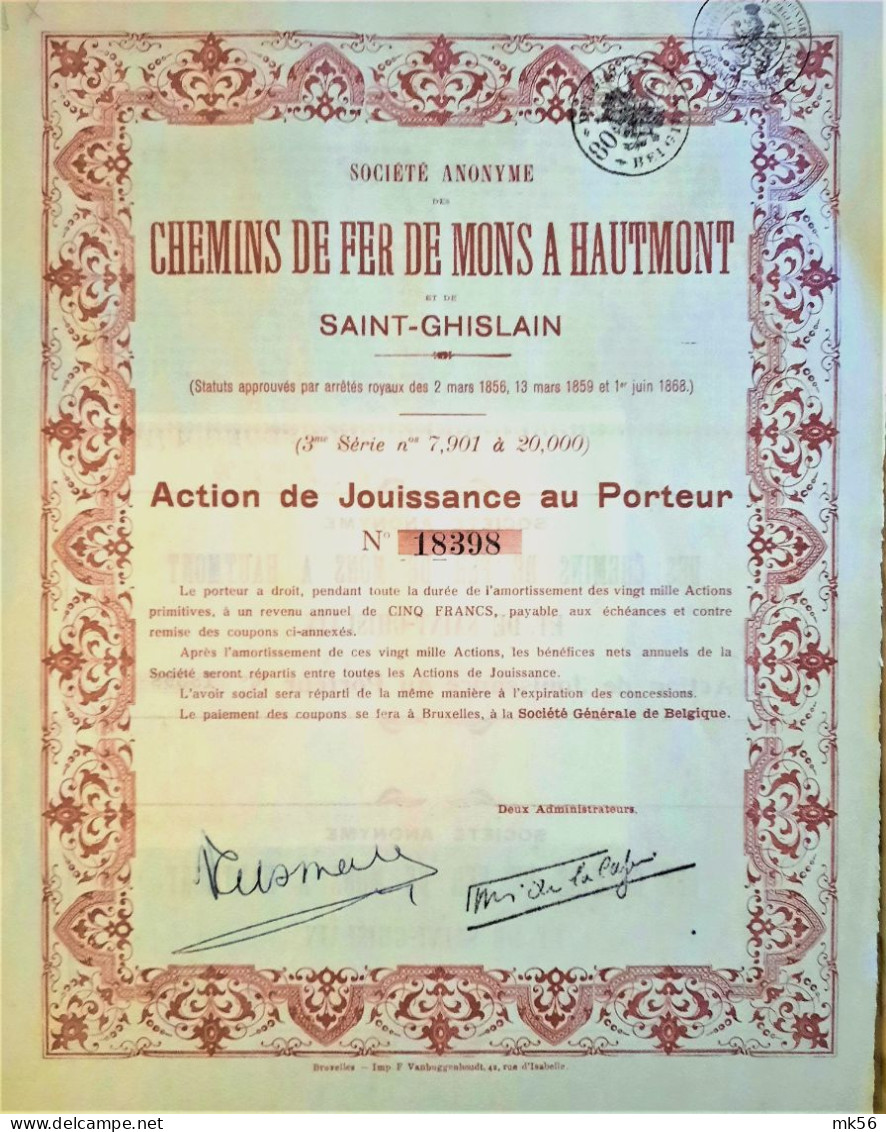 80
BELGI
SOCIÉTÉ ANONYME
DES
CHEMINS DE FER DE MONS A HAUTMONT
ET DE
SAINT-GHISLAIN
(Statuts approuvés par arrêtés royaux des 2 mars 1856, 13 mars 1859 et 1er juin 1868.)
(3me Série nos 7,901 à 20,000)
Action de Jouissance au Porteur
No 18398
Le porteur a droit, pendant toute la durée de l'amortissement des vingt mille Actions
primitives, à un revenu annuel de CINQ FRANCS, payable aux échéances et contre
remise des coupons ci-annexés.
Après l'amortissement de ces vingt mille Actions, les bénéfices nets annuels de la
Société seront répartis entre toutes les Actions de Jouissance.
L'avoir social sera réparti de la même manière à l'expiration des concessions.
Le paiement des coupons se fera à Bruxelles, à la Société Générale de Belgique.
Deux Administrateurs.
Bruxelles — Imp F Vanbuggenhoudt, 42, rue d'Isabelle.
mk56